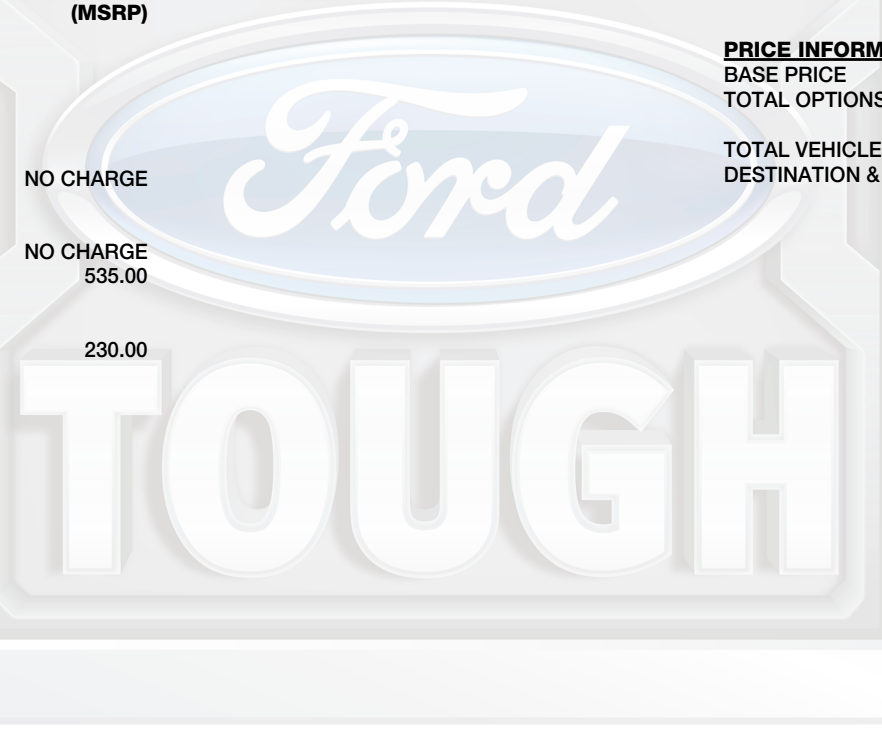 (MSRP)
PRICE INFORM
BASE PRICE
TOTAL OPTIONS
TOTAL VEHICLE
DESTINATION &
NO CHARGE
NO CHARGE
535.00
230.00
Ford
TOUGH